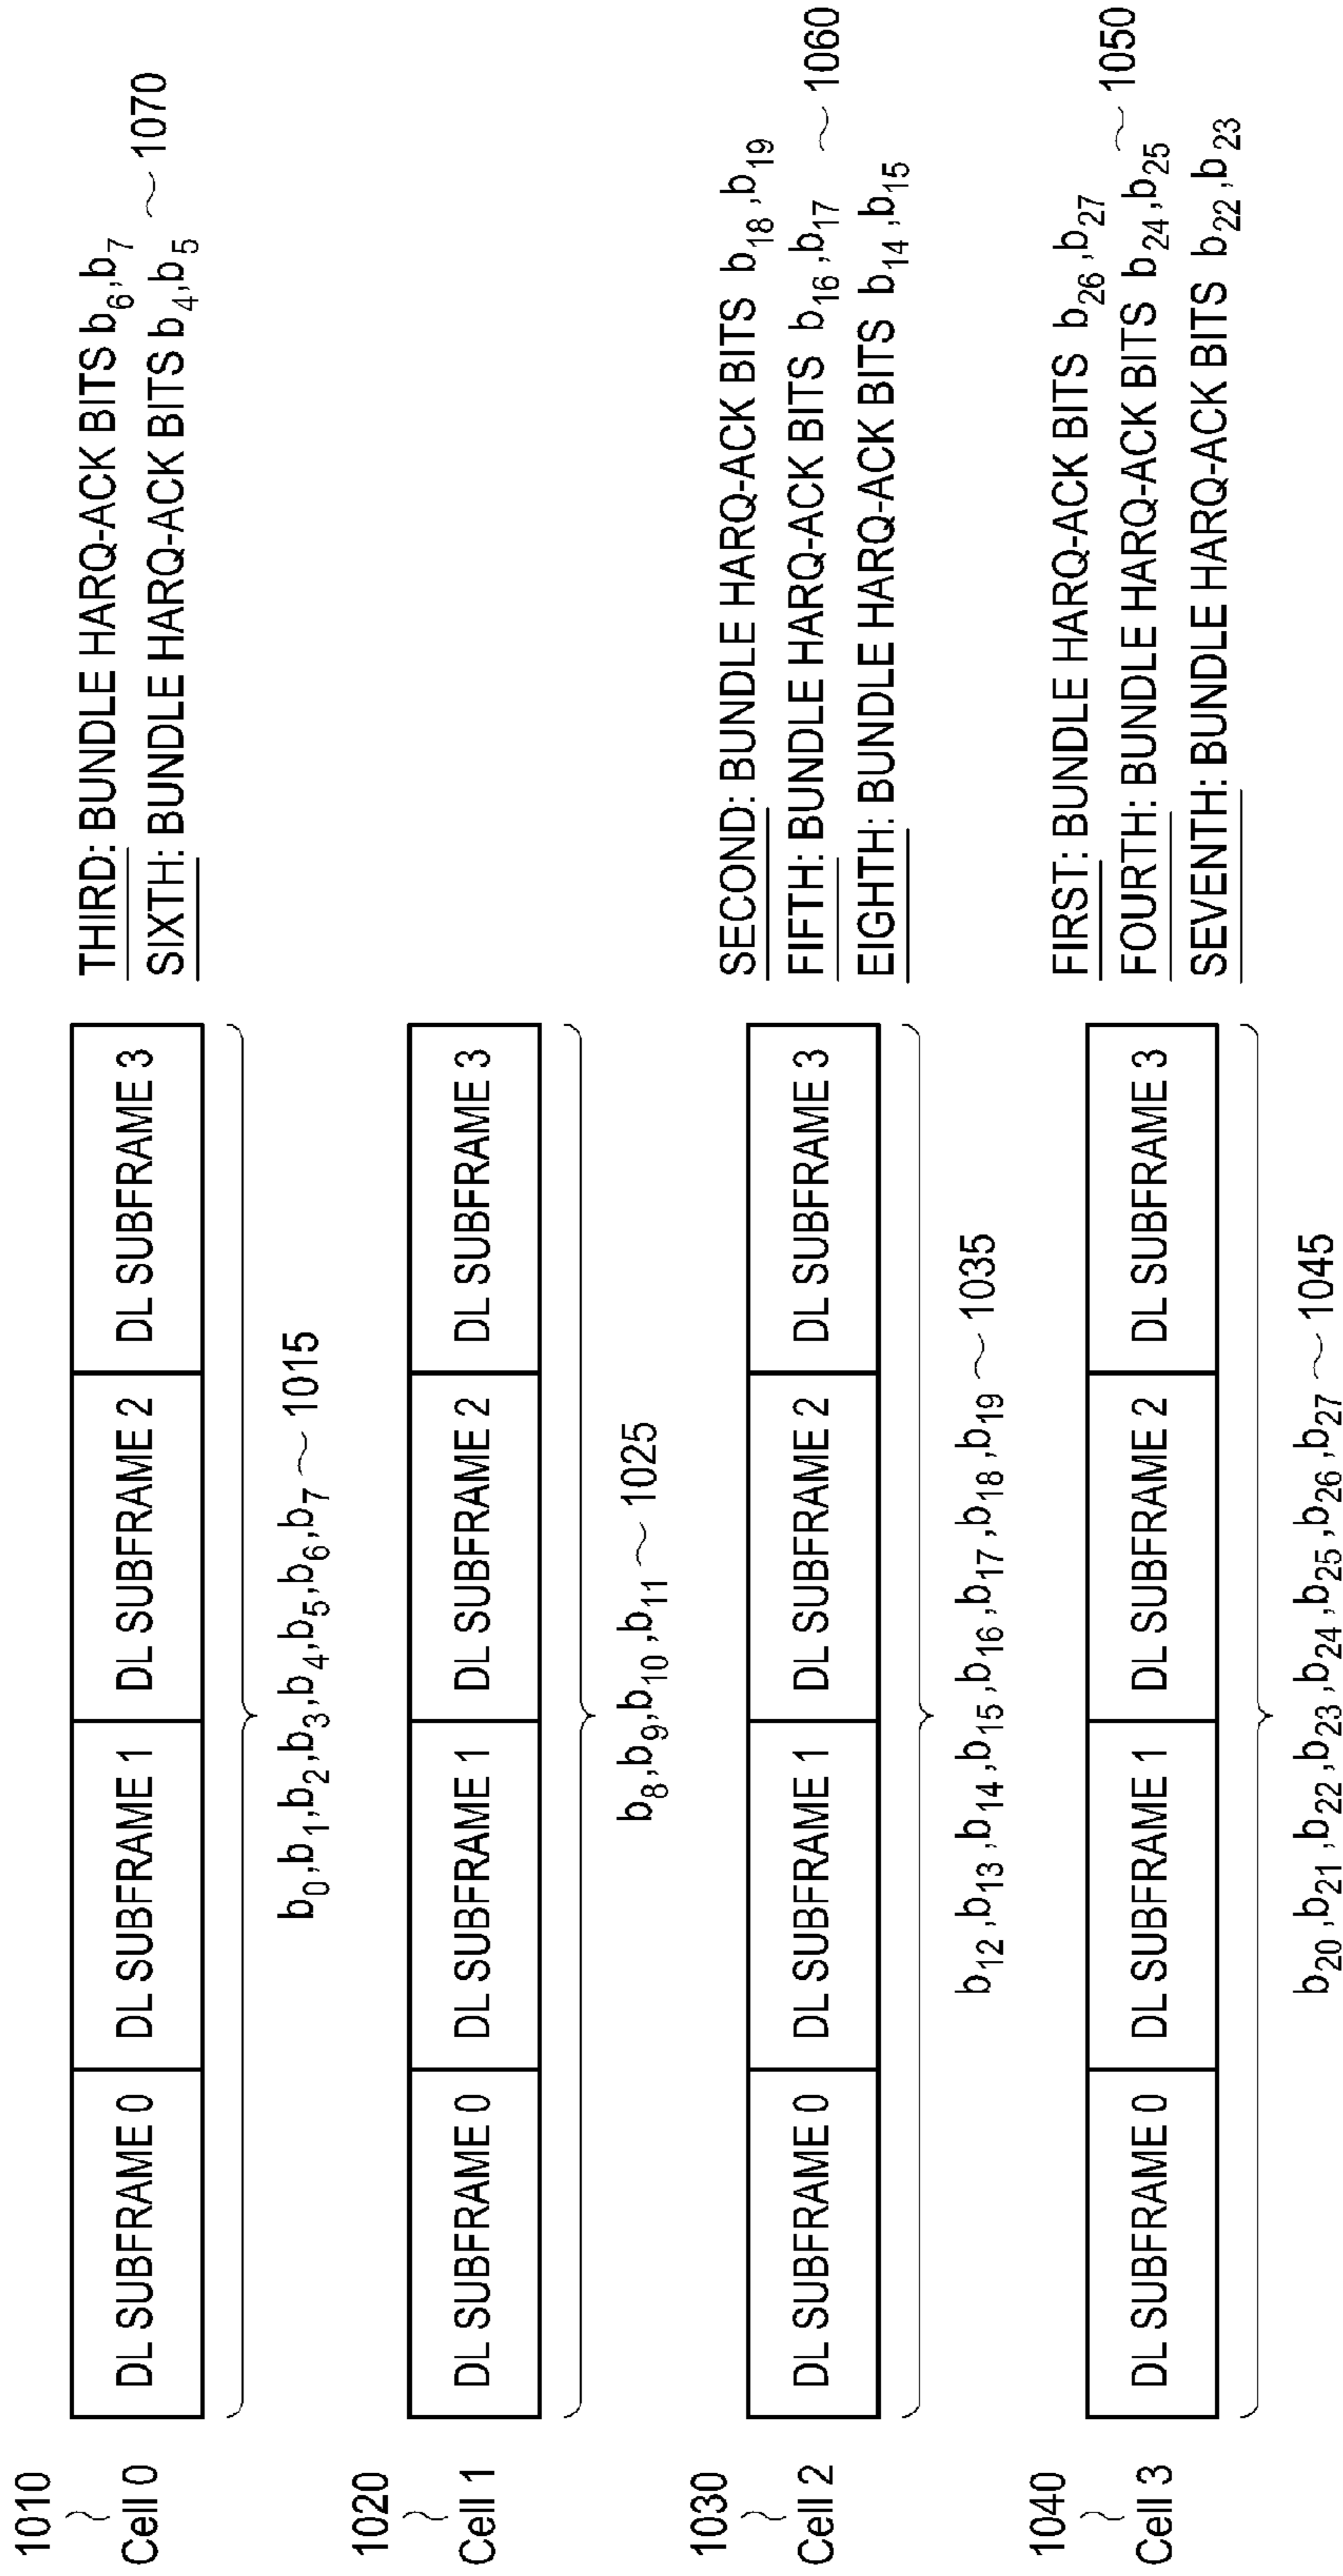 1010
Cell 0
DL SUBFRAME 0 DL SUBFRAME 1 DL SUBFRAME 2 DL SUBFRAME 3
b0,b1,b2,b3,b4,b5,b6,b7 ~ 1015
THIRD: BUNDLE HARQ-ACK BITS b6,b7
SIXTH: BUNDLE HARQ-ACK BITS b4,b5 ~ 1070
1020
Cell 1
DL SUBFRAME 0 DL SUBFRAME 1 DL SUBFRAME 2 DL SUBFRAME 3
b8,b9,b10,b11 ~ 1025
1030
Cell 2
DL SUBFRAME 0 DL SUBFRAME 1 DL SUBFRAME 2 DL SUBFRAME 3
b12,b13,b14,b15,b16,b17,b18,b19 ~ 1035
SECOND: BUNDLE HARQ-ACK BITS b18,b19
FIFTH: BUNDLE HARQ-ACK BITS b16,b17 ~ 1060
EIGHTH: BUNDLE HARQ-ACK BITS b14,b15
1040
Cell 3
DL SUBFRAME 0 DL SUBFRAME 1 DL SUBFRAME 2 DL SUBFRAME 3
b20,b21,b22,b23,b24,b25,b26,b27 ~ 1045
FIRST: BUNDLE HARQ-ACK BITS b26,b27
FOURTH: BUNDLE HARQ-ACK BITS b24,b25 ~ 1050
SEVENTH: BUNDLE HARQ-ACK BITS b22,b23